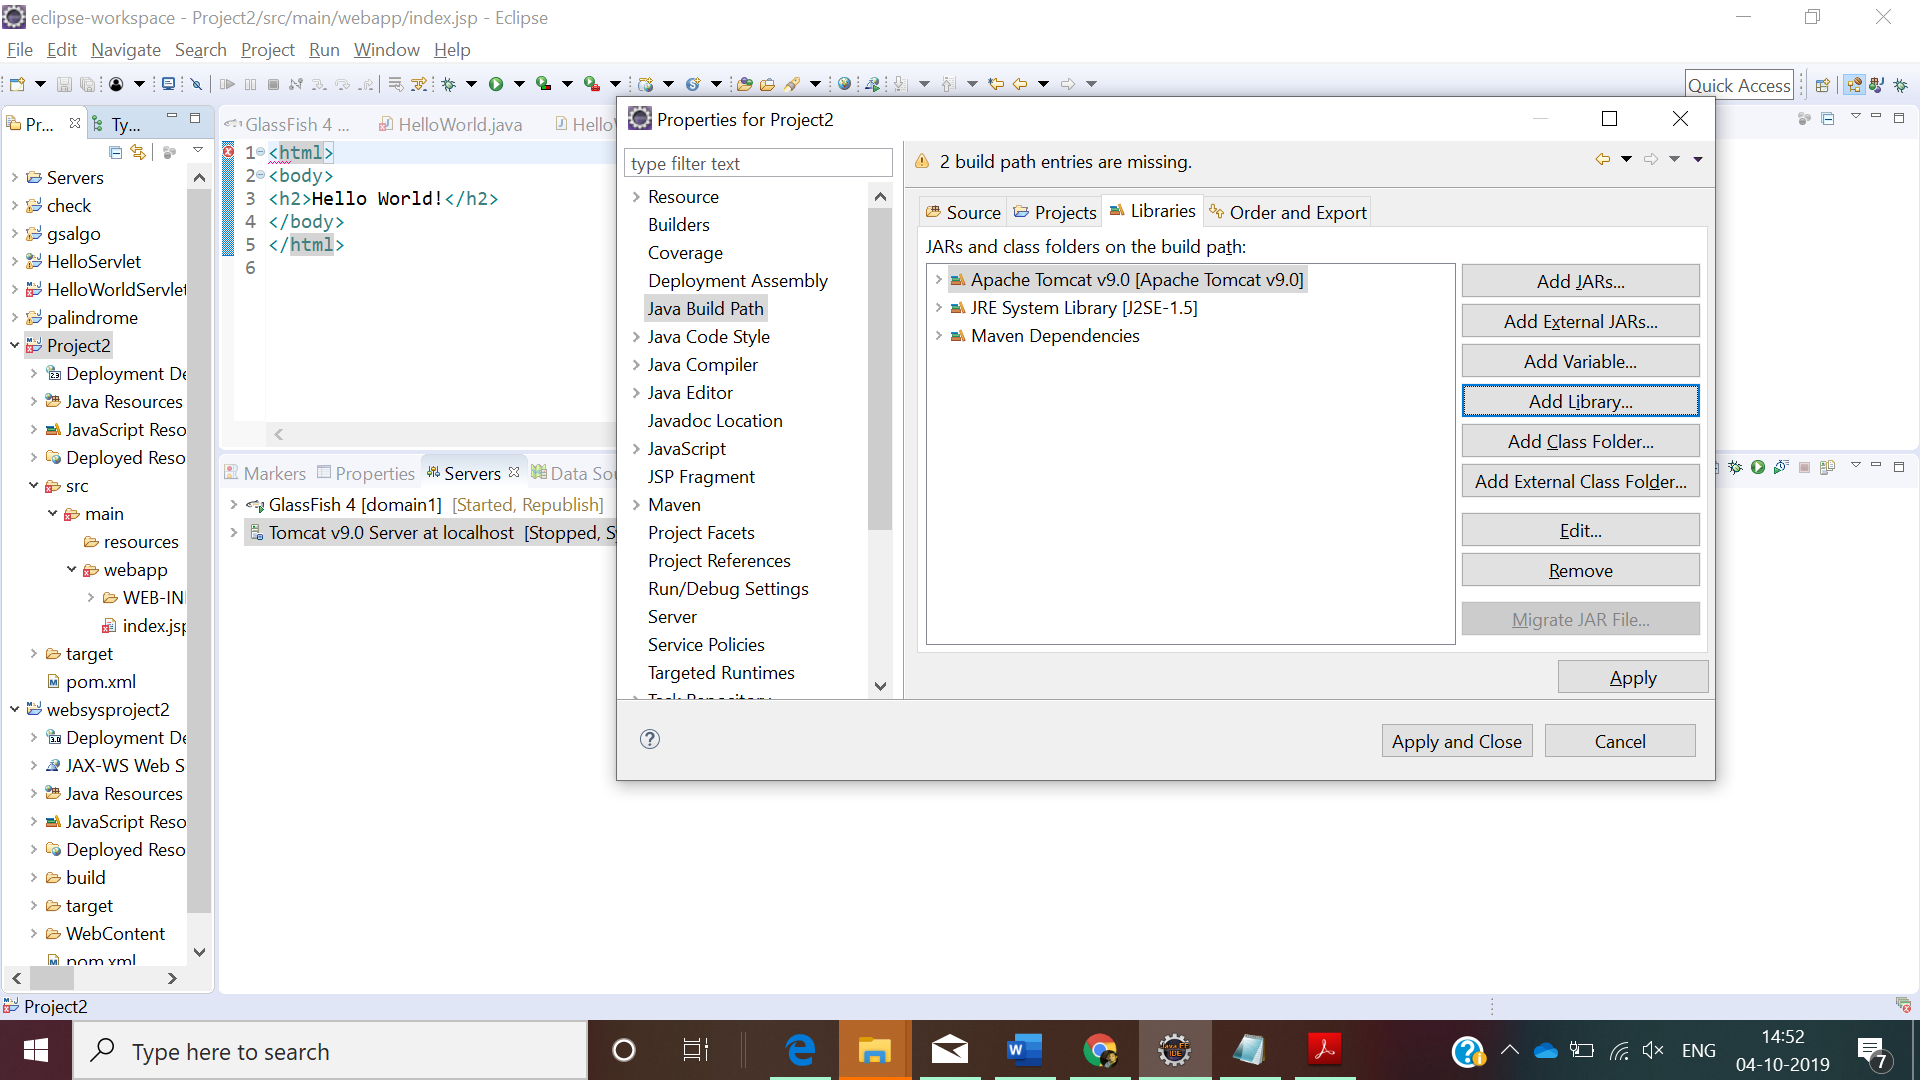 eclipse-workspace - Project2/src/main/webapp/index.jsp - Eclipse
File Edit Navigate Search Project Run Window Help
Quick Access
Pr...
Ty...
Servers
check
gsalgo
HelloServlet
HelloWorldServlet
palindrome
Project2
Deployment De
Java Resources
JavaScript Reso
Deployed Reso
src
main
resources
webapp
WEB-INI
index.jsp
target
pom.xml
websysproject2
Deployment De
JAX-WS Web S
Java Resources
JavaScript Reso
Deployed Reso
build
target
WebContent
pom.xml
GlassFish 4 ... HelloWorld.java Hello
1 <html>
2 <body>
3 <h2>Hello World!</h2>
4 </body>
5 </html>
6
Markers Properties Servers Data Sou
GlassFish 4 [domain1] [Started, Republish]
Tomcat v9.0 Server at localhost [Stopped, Sy
Properties for Project2
type filter text
Resource
Builders
Coverage
Deployment Assembly
Java Build Path
Java Code Style
Java Compiler
Java Editor
Javadoc Location
JavaScript
JSP Fragment
Maven
Project Facets
Project References
Run/Debug Settings
Server
Service Policies
Targeted Runtimes
Task Repository
2 build path entries are missing.
Source Projects Libraries Order and Export
JARs and class folders on the build path:
Apache Tomcat v9.0 [Apache Tomcat v9.0]
JRE System Library [J2SE-1.5]
Maven Dependencies
Add JARs...
Add External JARs...
Add Variable...
Add Library...
Add Class Folder...
Add External Class Folder...
Edit...
Remove
Migrate JAR File...
Apply
Apply and Close Cancel
Project2
Type here to search
Java EE
IDE
ENG
14:52
04-10-2019
7